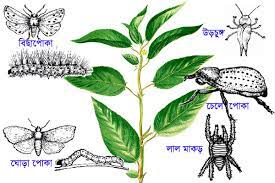 বিছাপোকা
উড়চুঙ্গা
চেলে পোকা
ঘোড়া পোকা
লাল মাকড়